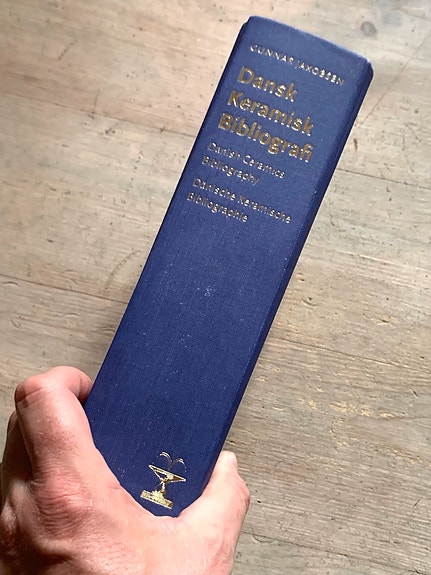 GUNNAR JAKOBSEN
Dansk
Keramisk
Bibliografi
Danish Ceramics
Bibliography
Dänische Keramische
Bibliographie